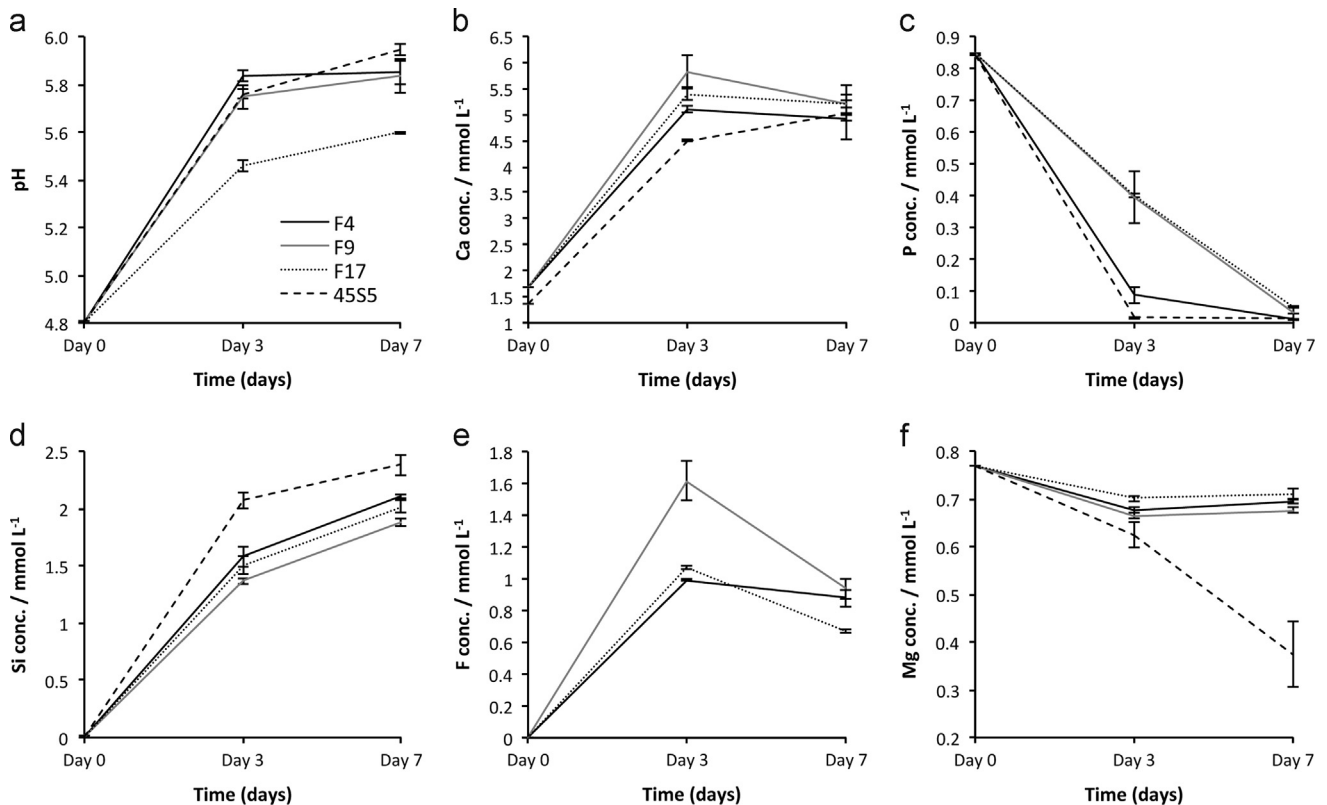 a
pH
6.0
5.8
5.6
5.4
5.2
5.0
4.8
F4
F9
F17
45S5
Day 0
Day 3
Day 7
Time (days)
b
Ca conc. / mmol L⁻¹
6.5
6
5.5
5
4.5
4
3.5
3
2.5
2
1.5
1
Day 0
Day 3
Day 7
Time (days)
c
P conc. / mmol L⁻¹
0.9
0.8
0.7
0.6
0.5
0.4
0.3
0.2
0.1
0
Day 0
Day 3
Day 7
Time (days)
d
Si conc. / mmol L⁻¹
2.5
2
1.5
1
0.5
0
Day 0
Day 3
Day 7
Time (days)
e
F conc. / mmol L⁻¹
1.8
1.6
1.4
1.2
1
0.8
0.6
0.4
0.2
0
Day 0
Day 3
Day 7
Time (days)
f
Mg conc. / mmol L⁻¹
0.8
0.7
0.6
0.5
0.4
0.3
0.2
Day 0
Day 3
Day 7
Time (days)